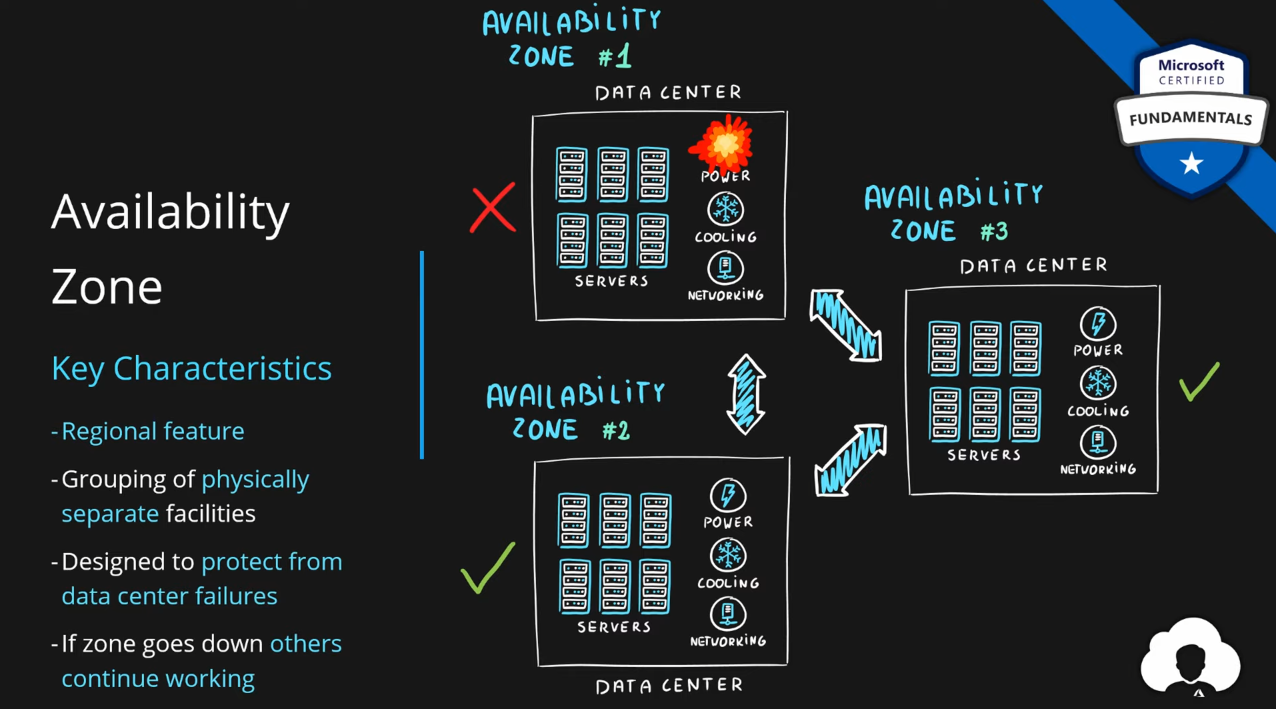 Availability
Zone
Key Characteristics
- Regional feature
- Grouping of physically
separate facilities
- Designed to protect from
data center failures
- If zone goes down others
continue working
AVAILABILITY
ZONE #1
DATA CENTER
POWER
COOLING
NETWORKING
SERVERS
AVAILABILITY
ZONE #2
POWER
COOLING
NETWORKING
SERVERS
DATA CENTER
AVAILABILITY
ZONE #3
DATA CENTER
POWER
COOLING
NETWORKING
SERVERS
Microsoft
CERTIFIED
FUNDAMENTALS